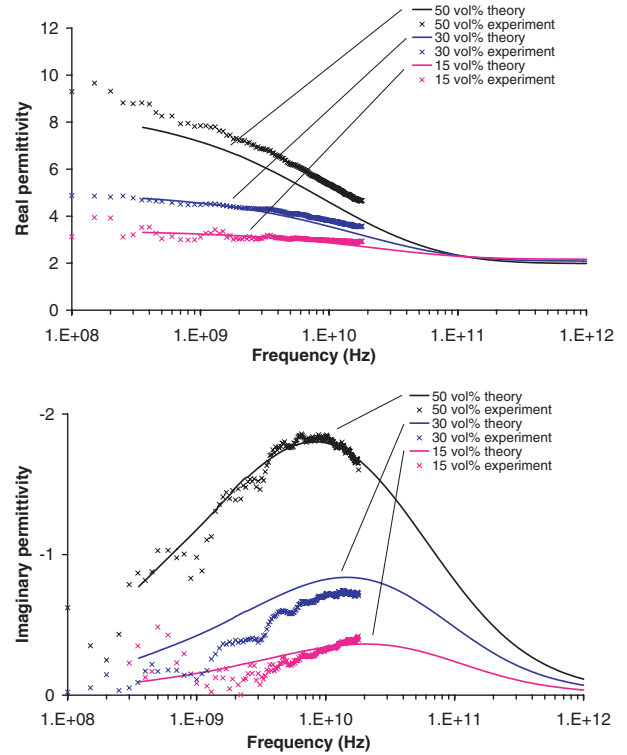 50 vol% theory
50 vol% experiment
30 vol% theory
30 vol% experiment
15 vol% theory
15 vol% experiment
12
10
8
6
4
2
0
Real permittivity
1.E+08 1.E+09 1.E+10 1.E+11 1.E+12
Frequency (Hz)
50 vol% theory
50 vol% experiment
30 vol% theory
30 vol% experiment
15 vol% theory
15 vol% experiment
-2
-1
0
Imaginary permittivity
1.E+08 1.E+09 1.E+10 1.E+11 1.E+12
Frequency (Hz)